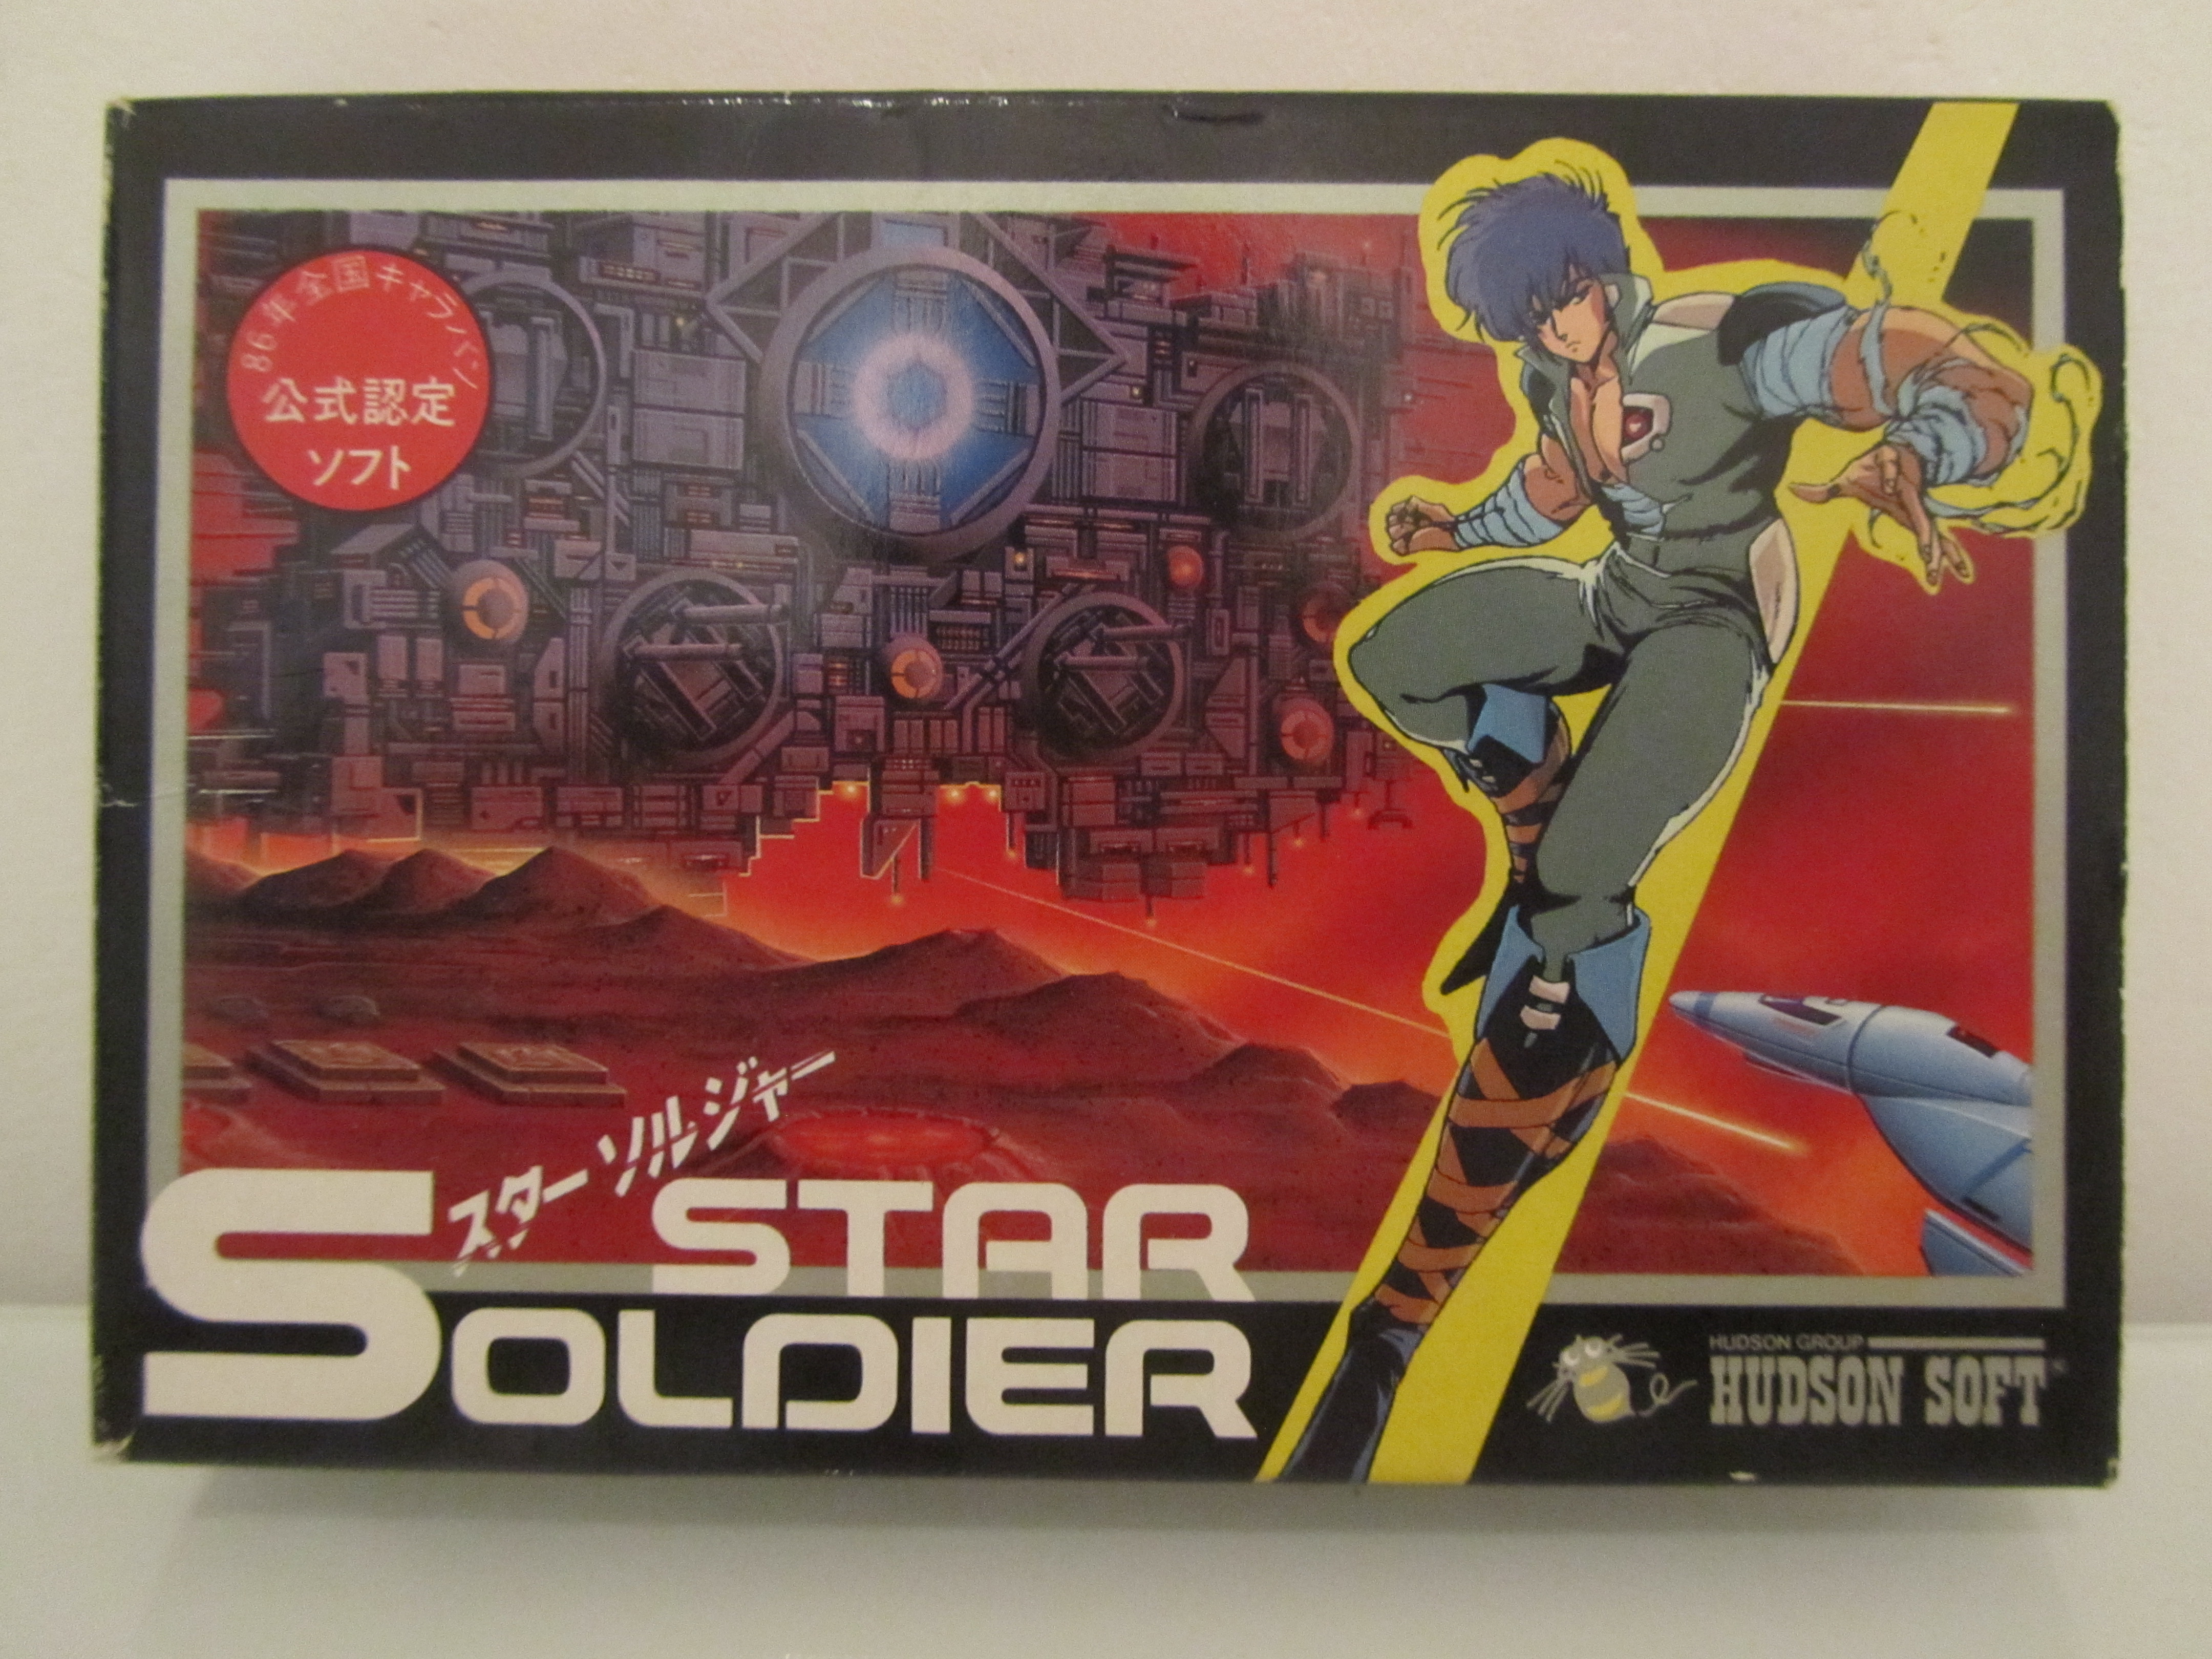 86年全国キャラバン
公式認定
ソフト
スターソルジャー
STAR
SOLDIER
HUDSON GROUP
HUDSON SOFT